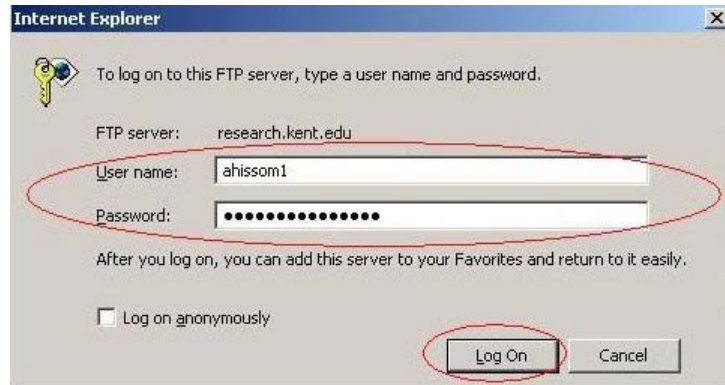 Internet Explorer
To log on to this FTP server, type a user name and password.
FTP server: research.kent.edu
User name: ahissom1
Password: ●●●●●●●●●●●●●●●
After you log on, you can add this server to your Favorites and return to it easily.
Log on anonymously
Log On Cancel